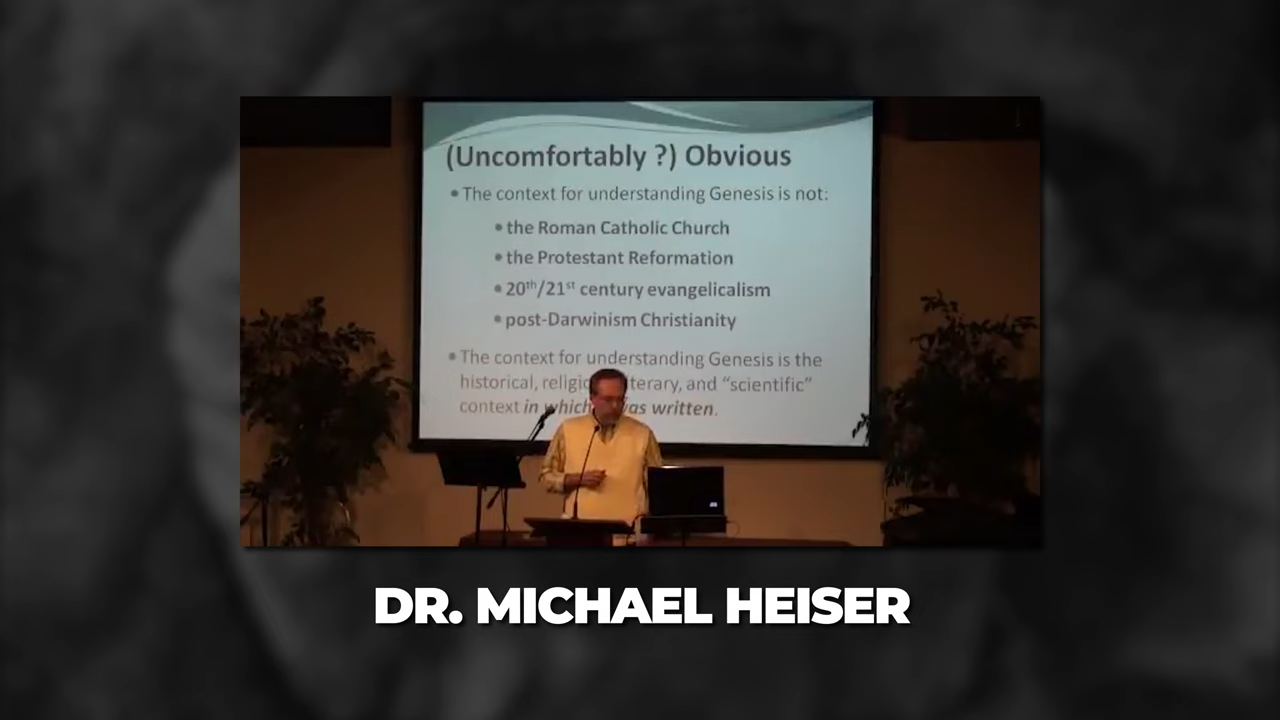 (Uncomfortably ?) Obvious
• The context for understanding Genesis is not:
• the Roman Catholic Church
• the Protestant Reformation
• 20th/21st century evangelicalism
• post-Darwinism Christianity
• The context for understanding Genesis is the
historical, and "scientific"
context in which was written.
DR. MICHAEL HEISER